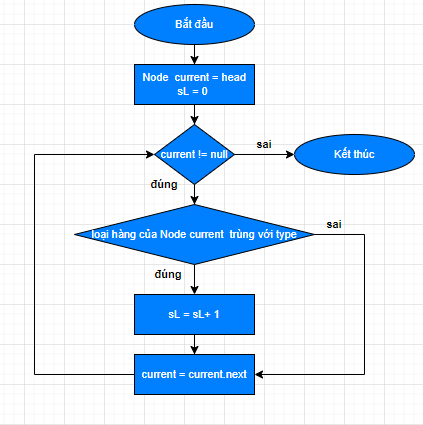 Bắt đầu
Node current = head
sL = 0
current != null
sai
Kết thúc
đúng
loại hàng của Node current trùng với type
sai
đúng
sL = sL+ 1
current = current.next